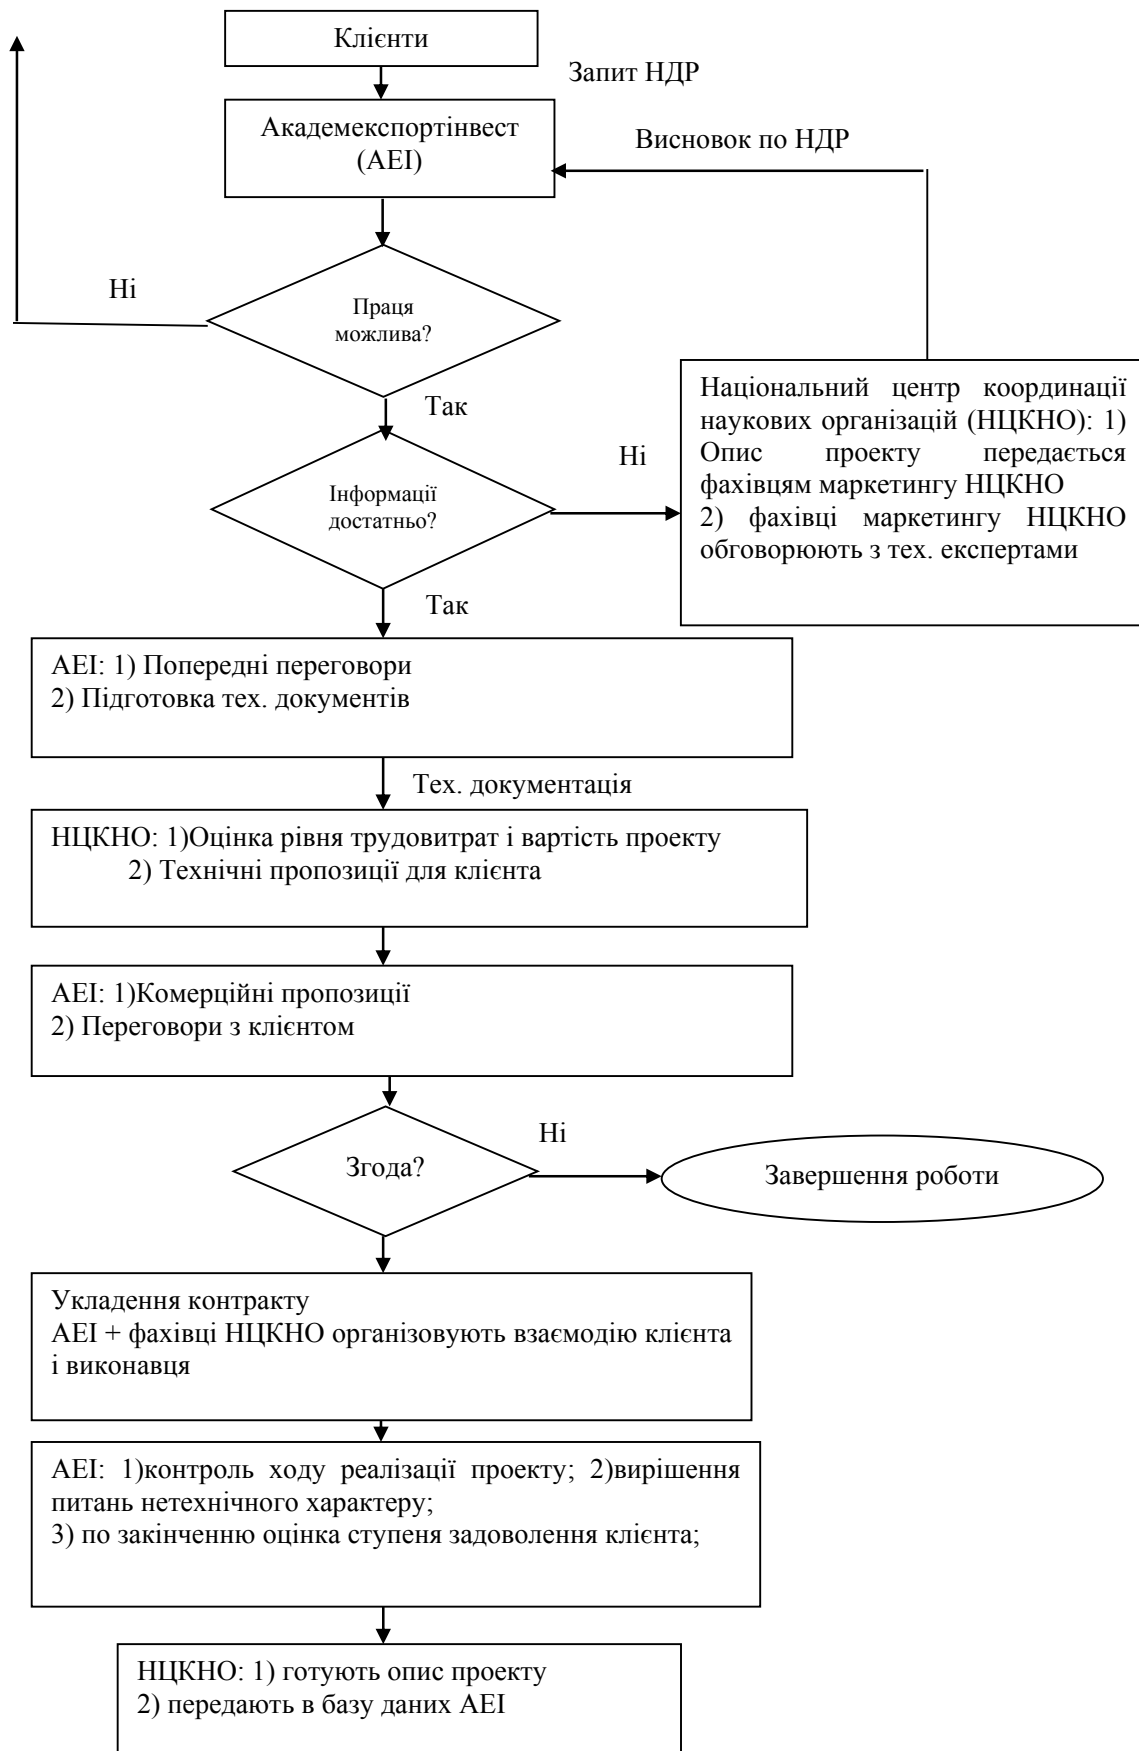 Клієнти
Запит НДР
Академекспортінвест
(АЕІ)
Висновок по НДР
Ні
Праця
можлива?
Так
Національний центр координації
наукових організацій (НЦКНО): 1)
Опис проекту передається
фахівцям маркетингу НЦКНО
2) фахівці маркетингу НЦКНО
обговорюють з тех. експертами
Ні
Інформації
достатньо?
Так
АЕІ: 1) Попередні переговори
2) Підготовка тех. документів
Тех. документація
НЦКНО: 1)Оцінка рівня трудовитрат і вартість проекту
2) Технічні пропозиції для клієнта
АЕІ: 1)Комерційні пропозиції
2) Переговори з клієнтом
Ні
Згода?
Завершення роботи
Укладення контракту
АЕІ + фахівці НЦКНО організовують взаємодію клієнта
і виконавця
АЕІ: 1)контроль ходу реалізації проекту; 2)вирішення
питань нетехнічного характеру;
3) по закінченню оцінка ступеня задоволення клієнта;
НЦКНО: 1) готують опис проекту
2) передають в базу даних АЕІ